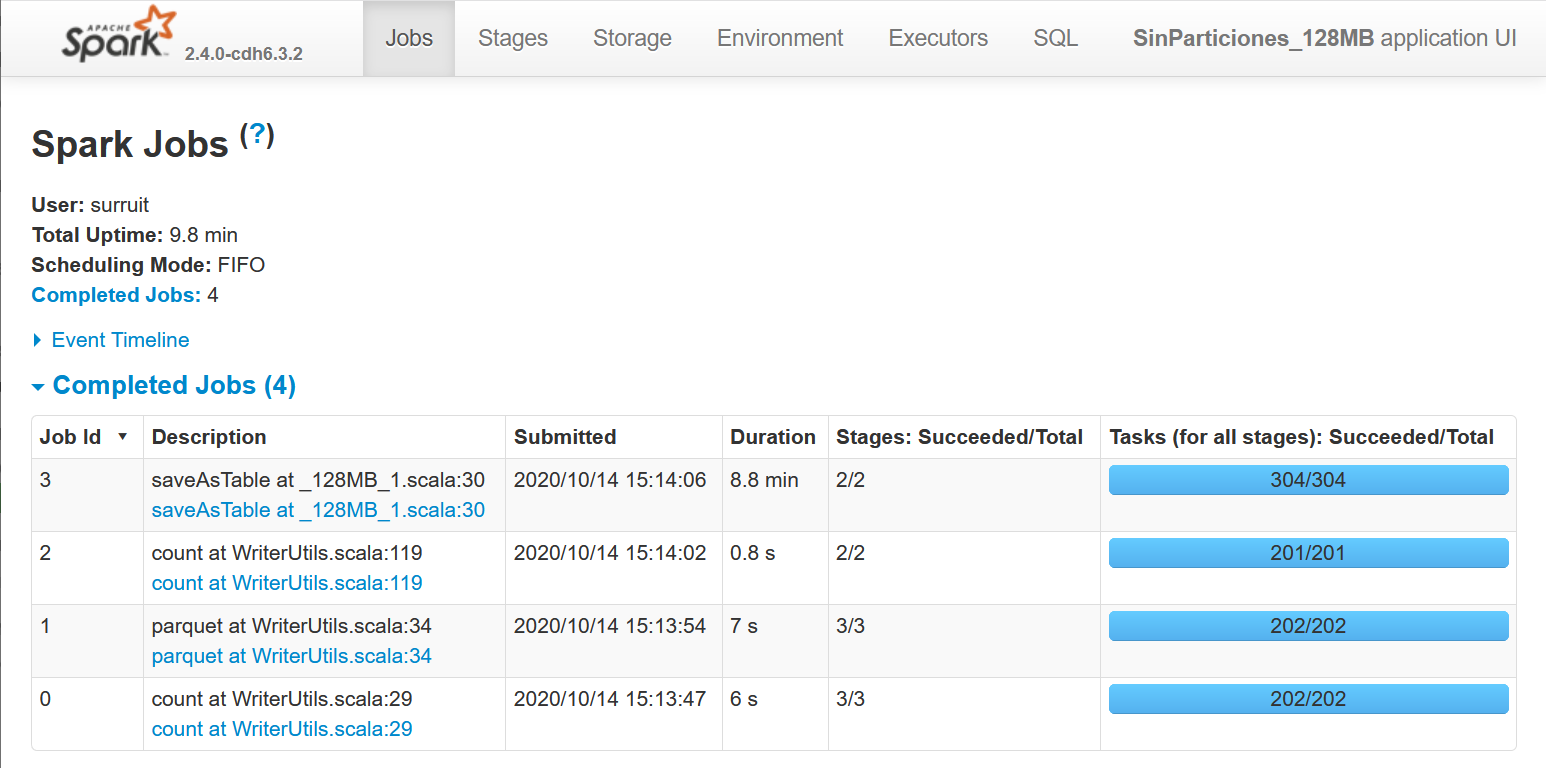 APACHE
Spark™ 2.4.0-cdh6.3.2 Jobs Stages Storage Environment Executors SQL SinParticiones_128MB application UI
Spark Jobs (?)
User: surruit
Total Uptime: 9.8 min
Scheduling Mode: FIFO
Completed Jobs: 4
Event Timeline
Completed Jobs (4)
Job Id ▾ Description Submitted Duration Stages: Succeeded/Total Tasks (for all stages): Succeeded/Total
3 saveAsTable at _128MB_1.scala:30 2020/10/14 15:14:06 8.8 min 2/2 304/304
saveAsTable at _128MB_1.scala:30
2 count at WriterUtils.scala:119 2020/10/14 15:14:02 0.8 s 2/2 201/201
count at WriterUtils.scala:119
1 parquet at WriterUtils.scala:34 2020/10/14 15:13:54 7 s 3/3 202/202
parquet at WriterUtils.scala:34
0 count at WriterUtils.scala:29 2020/10/14 15:13:47 6 s 3/3 202/202
count at WriterUtils.scala:29